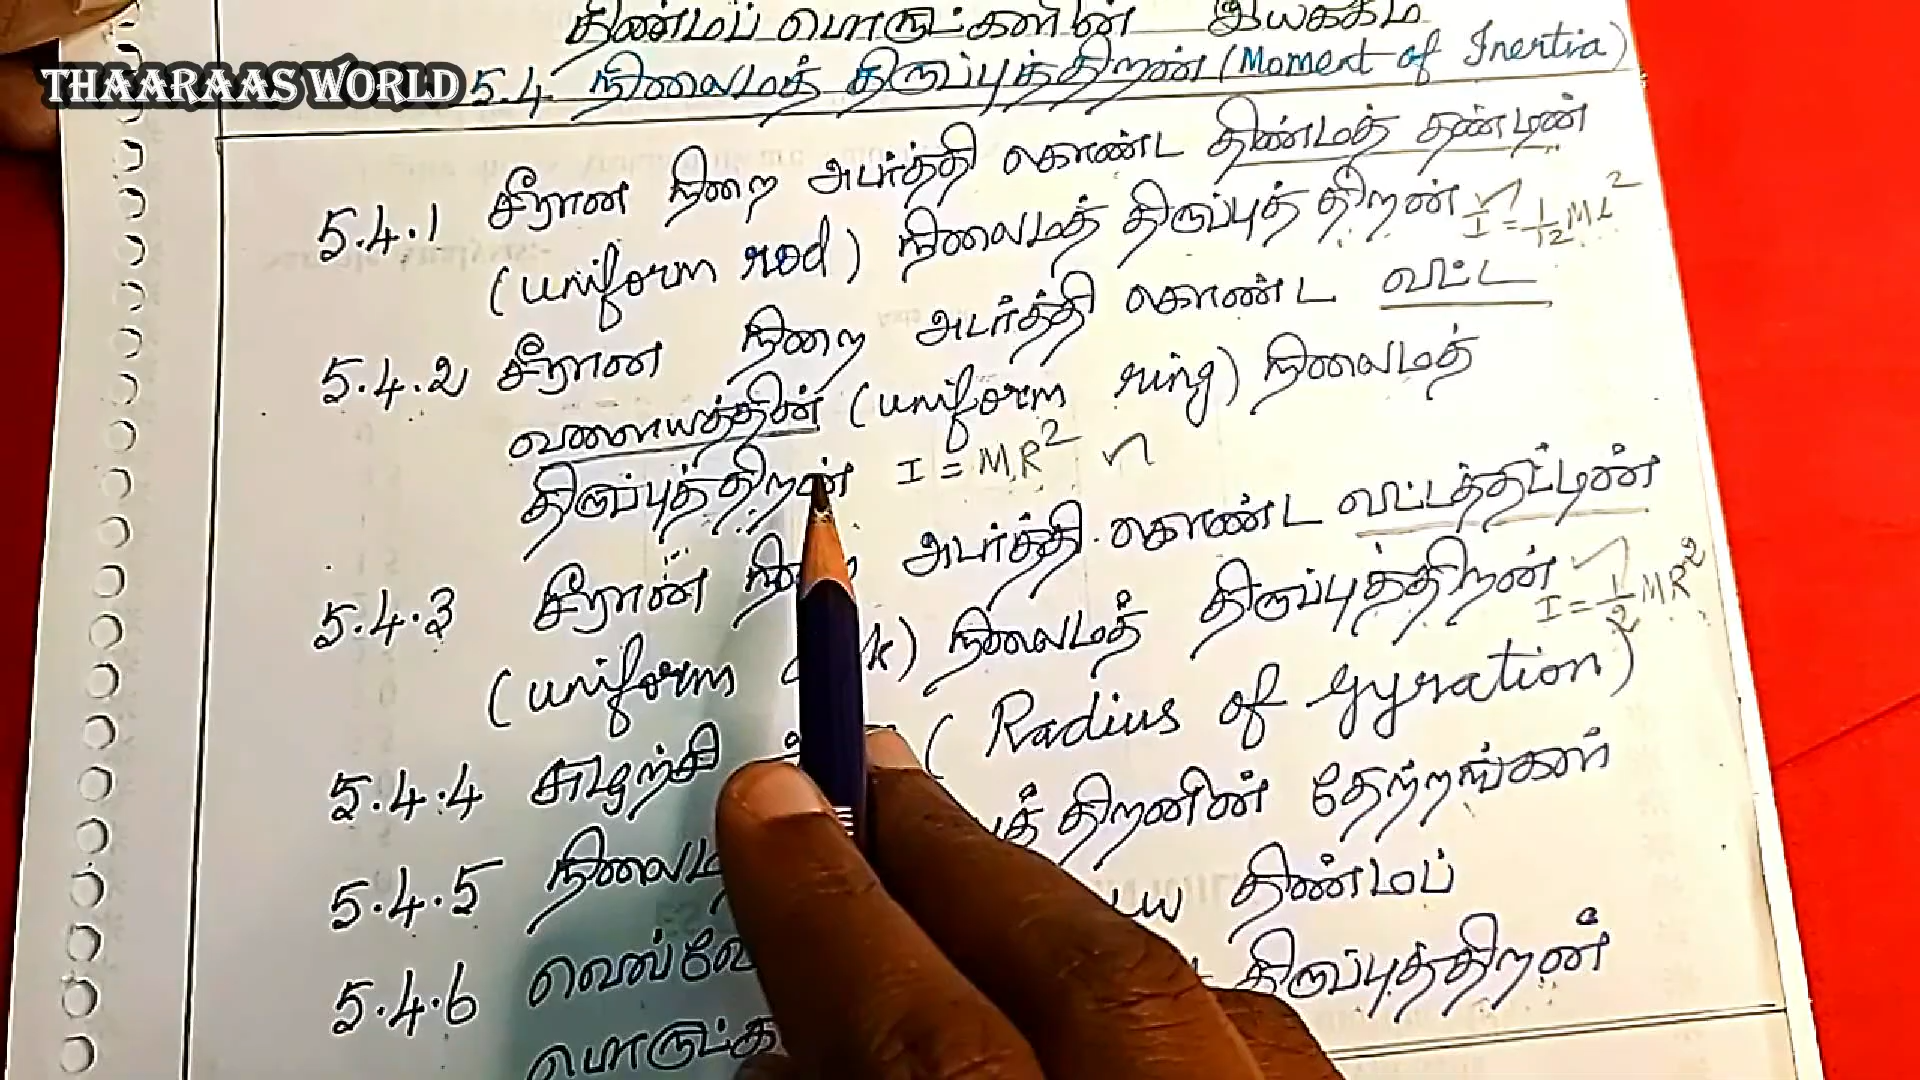 திண்மப் பொருட்களின் இயக்கம்
THAARAAS WORLD
5.4 நிலைமத் திருப்புத்திறன் (Moment of Inertia)
5.4.1 சீரான நிறை அடர்த்தி கொண்ட திண்மத் தண்டின்
(uniform rod) நிலைமத் திருப்புத் திறன் I = 1/12 ML²
5.4.2 சீரான நிறை அடர்த்தி கொண்ட வட்ட
வளையத்தின் (uniform ring) நிலைமத்
திருப்புத்திறன் I = MR²
5.4.3 சீரான் அடர்த்தி கொண்ட வட்டத்தட்டின்
(uniform k) நிலைமத் திருப்புத்திறன் I = 1/2 MR²
5.4.4 சுழற்சி (Radius of gyration)
5.4.5 திறனின் தேற்றங்கள்
5.4.6 திண்மப்
திருப்புத்திறன்